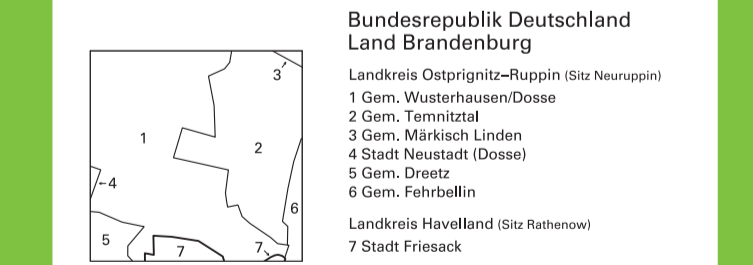 Bundesrepublik Deutschland
Land Brandenburg
Landkreis Ostprignitz–Ruppin (Sitz Neuruppin)
1 Gem. Wusterhausen/Dosse
2 Gem. Temnitztal
3 Gem. Märkisch Linden
4 Stadt Neustadt (Dosse)
5 Gem. Dreetz
6 Gem. Fehrbellin
Landkreis Havelland (Sitz Rathenow)
7 Stadt Friesack
3
1
2
4
6
5
7
7